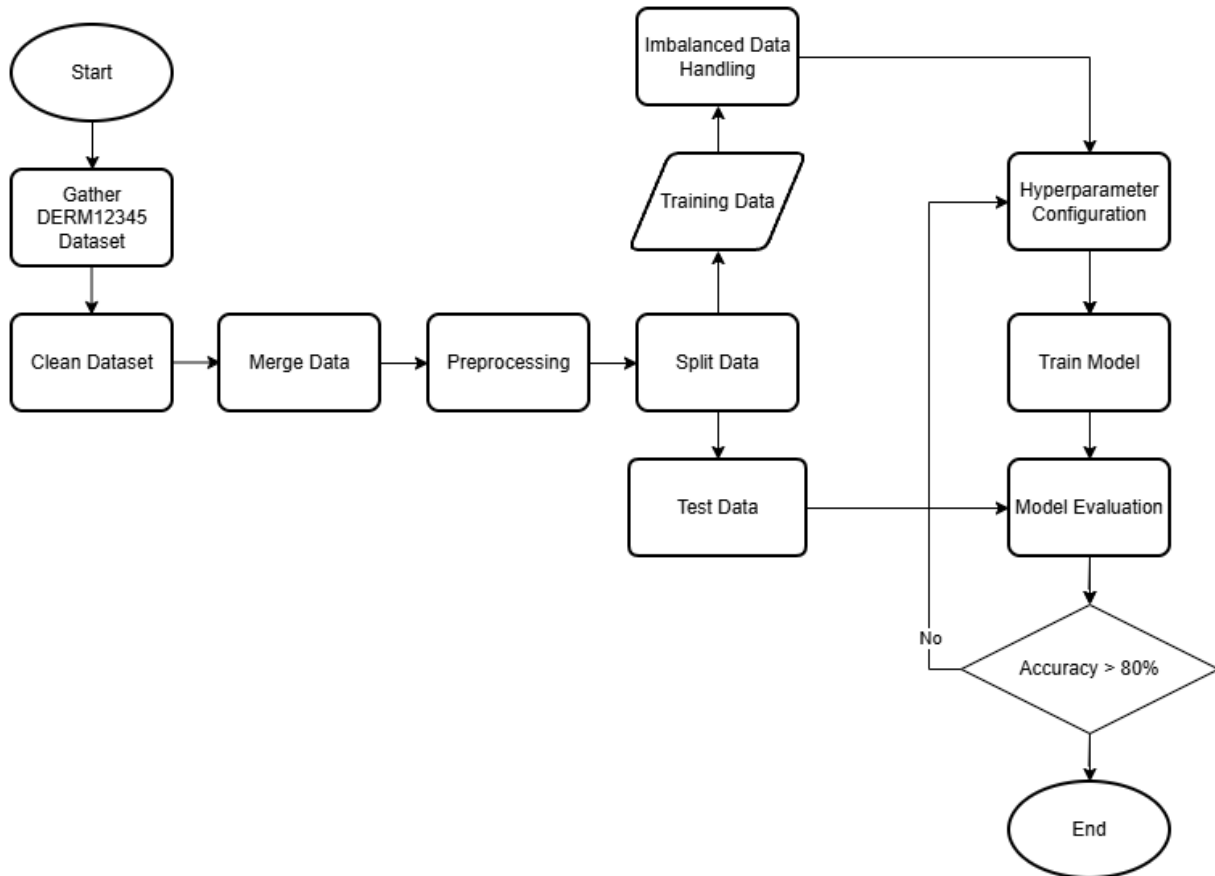 Start
Gather
DERM12345
Dataset
Clean Dataset
Merge Data
Preprocessing
Split Data
Training Data
Imbalanced Data
Handling
Test Data
Hyperparameter
Configuration
Train Model
Model Evaluation
Accuracy > 80%
No
End